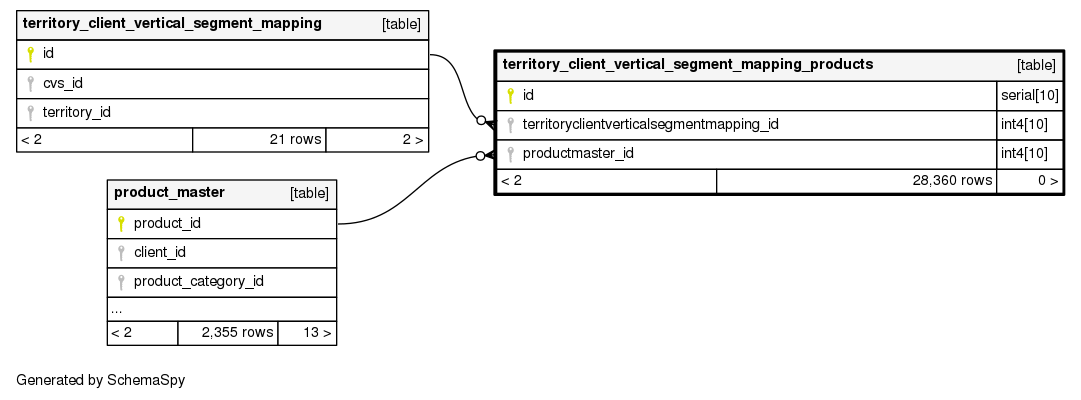 territory_client_vertical_segment_mapping [table]
id
cvs_id
territory_id
< 2 21 rows 2 >
territory_client_vertical_segment_mapping_products [table]
id serial[10]
territoryclientverticalsegmentmapping_id int4[10]
productmaster_id int4[10]
< 2 28,360 rows 0 >
product_master [table]
product_id
client_id
product_category_id
...
< 2 2,355 rows 13 >
Generated by SchemaSpy